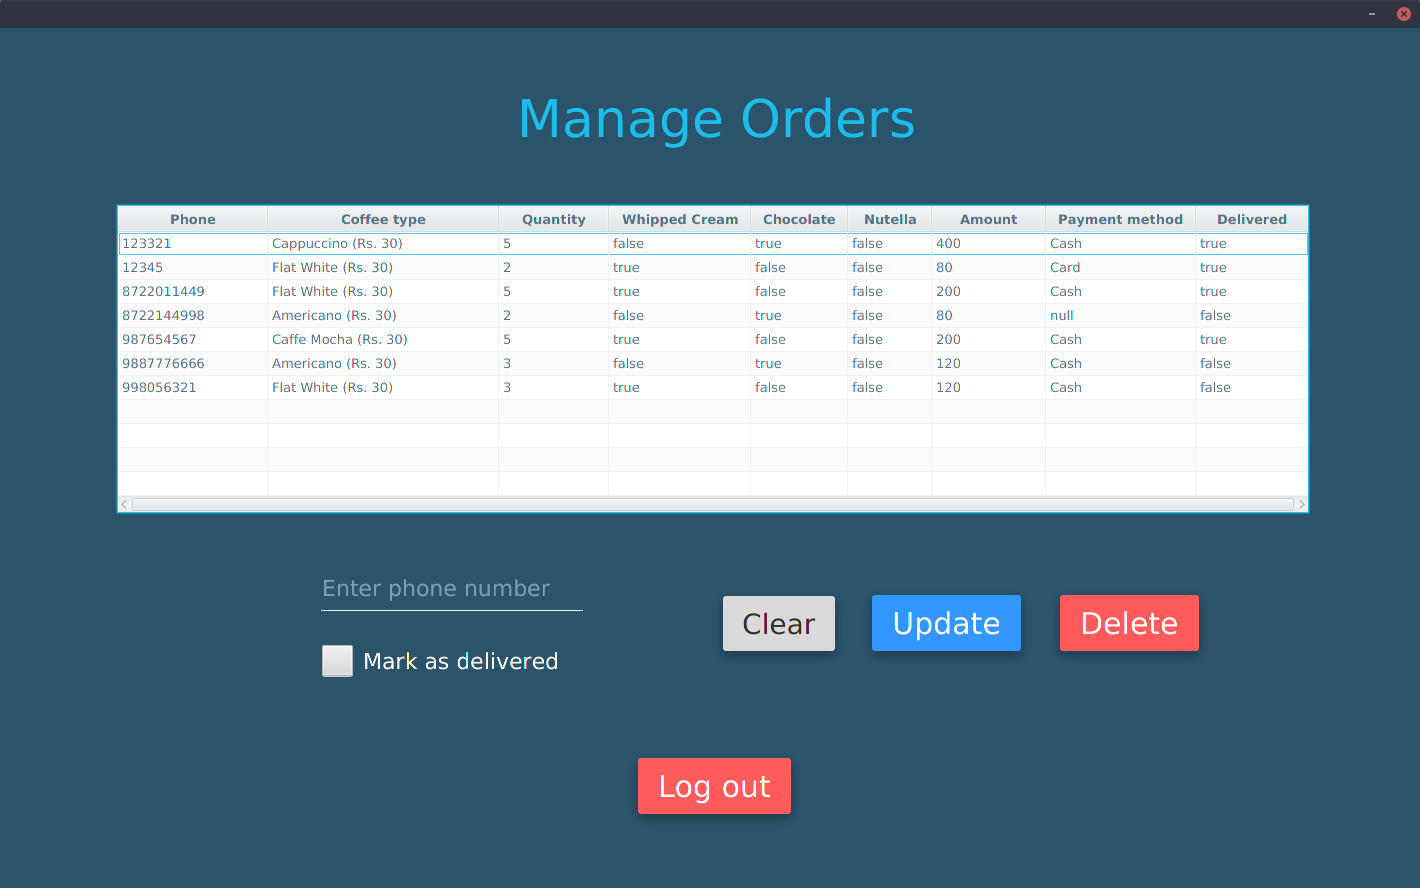 Manage Orders
Phone Coffee type Quantity Whipped Cream Chocolate Nutella Amount Payment method Delivered
123321 Cappuccino (Rs. 30) 5 false true false 400 Cash true
12345 Flat White (Rs. 30) 2 true false false 80 Card true
8722011449 Flat White (Rs. 30) 5 true false false 200 Cash true
8722144998 Americano (Rs. 30) 2 false true false 80 null false
987654567 Caffe Mocha (Rs. 30) 5 true false false 200 Cash true
9887776666 Americano (Rs. 30) 3 false true false 120 Cash false
998056321 Flat White (Rs. 30) 3 true false false 120 Cash false
Enter phone number
Clear Update Delete
Mark as delivered
Log out